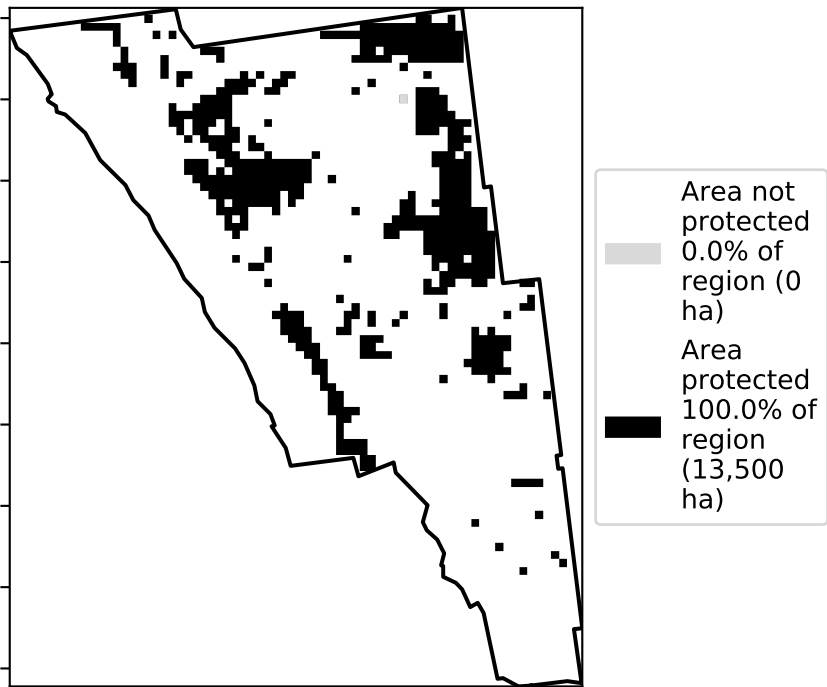 Area not
protected
0.0% of
region (0
ha)
Area
protected
100.0% of
region
(13,500
ha)